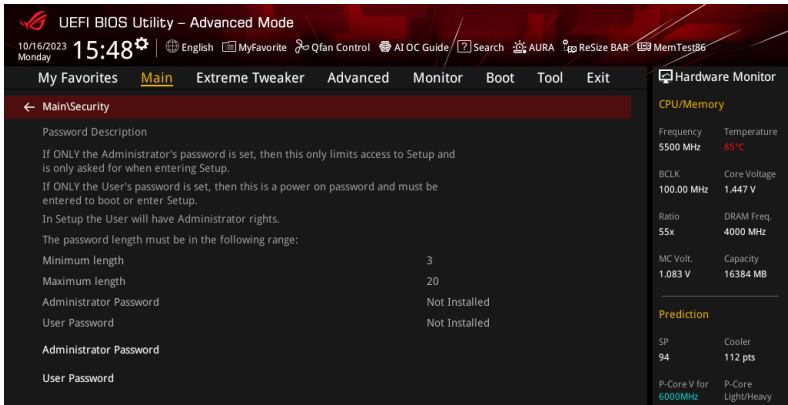 UEFI BIOS Utility – Advanced Mode
10/16/2023 Monday 15:48 English MyFavorite Qfan Control AI OC Guide ? Search AURA ReSize BAR MemTest86
My Favorites Main Extreme Tweaker Advanced Monitor Boot Tool Exit
Hardware Monitor
← Main\Security
Password Description
If ONLY the Administrator's password is set, then this only limits access to Setup and
is only asked for when entering Setup.
If ONLY the User's password is set, then this is a power on password and must be
entered to boot or enter Setup.
In Setup the User will have Administrator rights.
The password length must be in the following range:
Minimum length 3
Maximum length 20
Administrator Password Not Installed
User Password Not Installed
Administrator Password
User Password
CPU/Memory
Frequency Temperature
5500 MHz 85°C
BCLK Core Voltage
100.00 MHz 1.447 V
Ratio DRAM Freq.
55x 4000 MHz
MC Volt. Capacity
1.083 V 16384 MB
Prediction
SP Cooler
94 112 pts
P-Core V for P-Core
6000MHz Light/Heavy